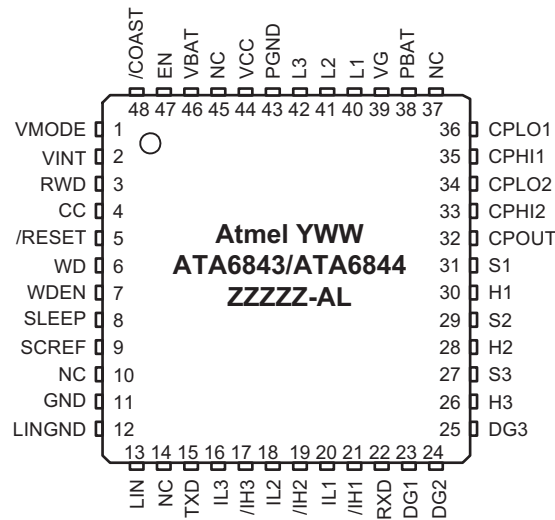 /COAST
EN
VBAT
NC
VCC
PGND
L3
L2
L1
VG
PBAT
NC
48 47 46 45 44 43 42 41 40 39 38 37
VMODE 1
VINT 2
RWD 3
CC 4
/RESET 5
WD 6
WDEN 7
SLEEP 8
SCREF 9
NC 10
GND 11
LINGND 12
Atmel YWW
ATA6843/ATA6844
ZZZZZ-AL
36 CPLO1
35 CPHI1
34 CPLO2
33 CPHI2
32 CPOUT
31 S1
30 H1
29 S2
28 H2
27 S3
26 H3
25 DG3
13 14 15 16 17 18 19 20 21 22 23 24
LIN
NC
TXD
IL3
/IH3
IL2
/IH2
IL1
/IH1
RXD
DG1
DG2